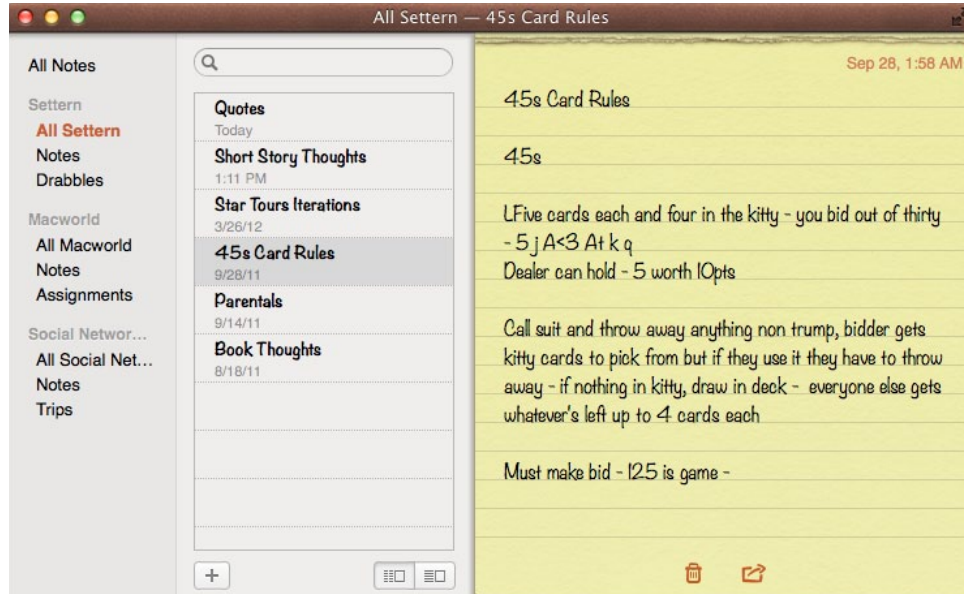 All Settern — 45s Card Rules
All Notes
Settern
All Settern
Notes
Drabbles
Macworld
All Macworld
Notes
Assignments
Social Networ...
All Social Net...
Notes
Trips
Quotes
Today
Short Story Thoughts
1:11 PM
Star Tours Iterations
3/26/12
45s Card Rules
9/28/11
Parentals
9/14/11
Book Thoughts
8/18/11
Sep 28, 1:58 AM
45s Card Rules
45s
LFive cards each and four in the kitty - you bid out of thirty
- 5 j A<3 At k q
Dealer can hold - 5 worth 10pts
Call suit and throw away anything non trump, bidder gets
kitty cards to pick from but if they use it they have to throw
away - if nothing in kitty, draw in deck - everyone else gets
whatever's left up to 4 cards each
Must make bid - 125 is game -